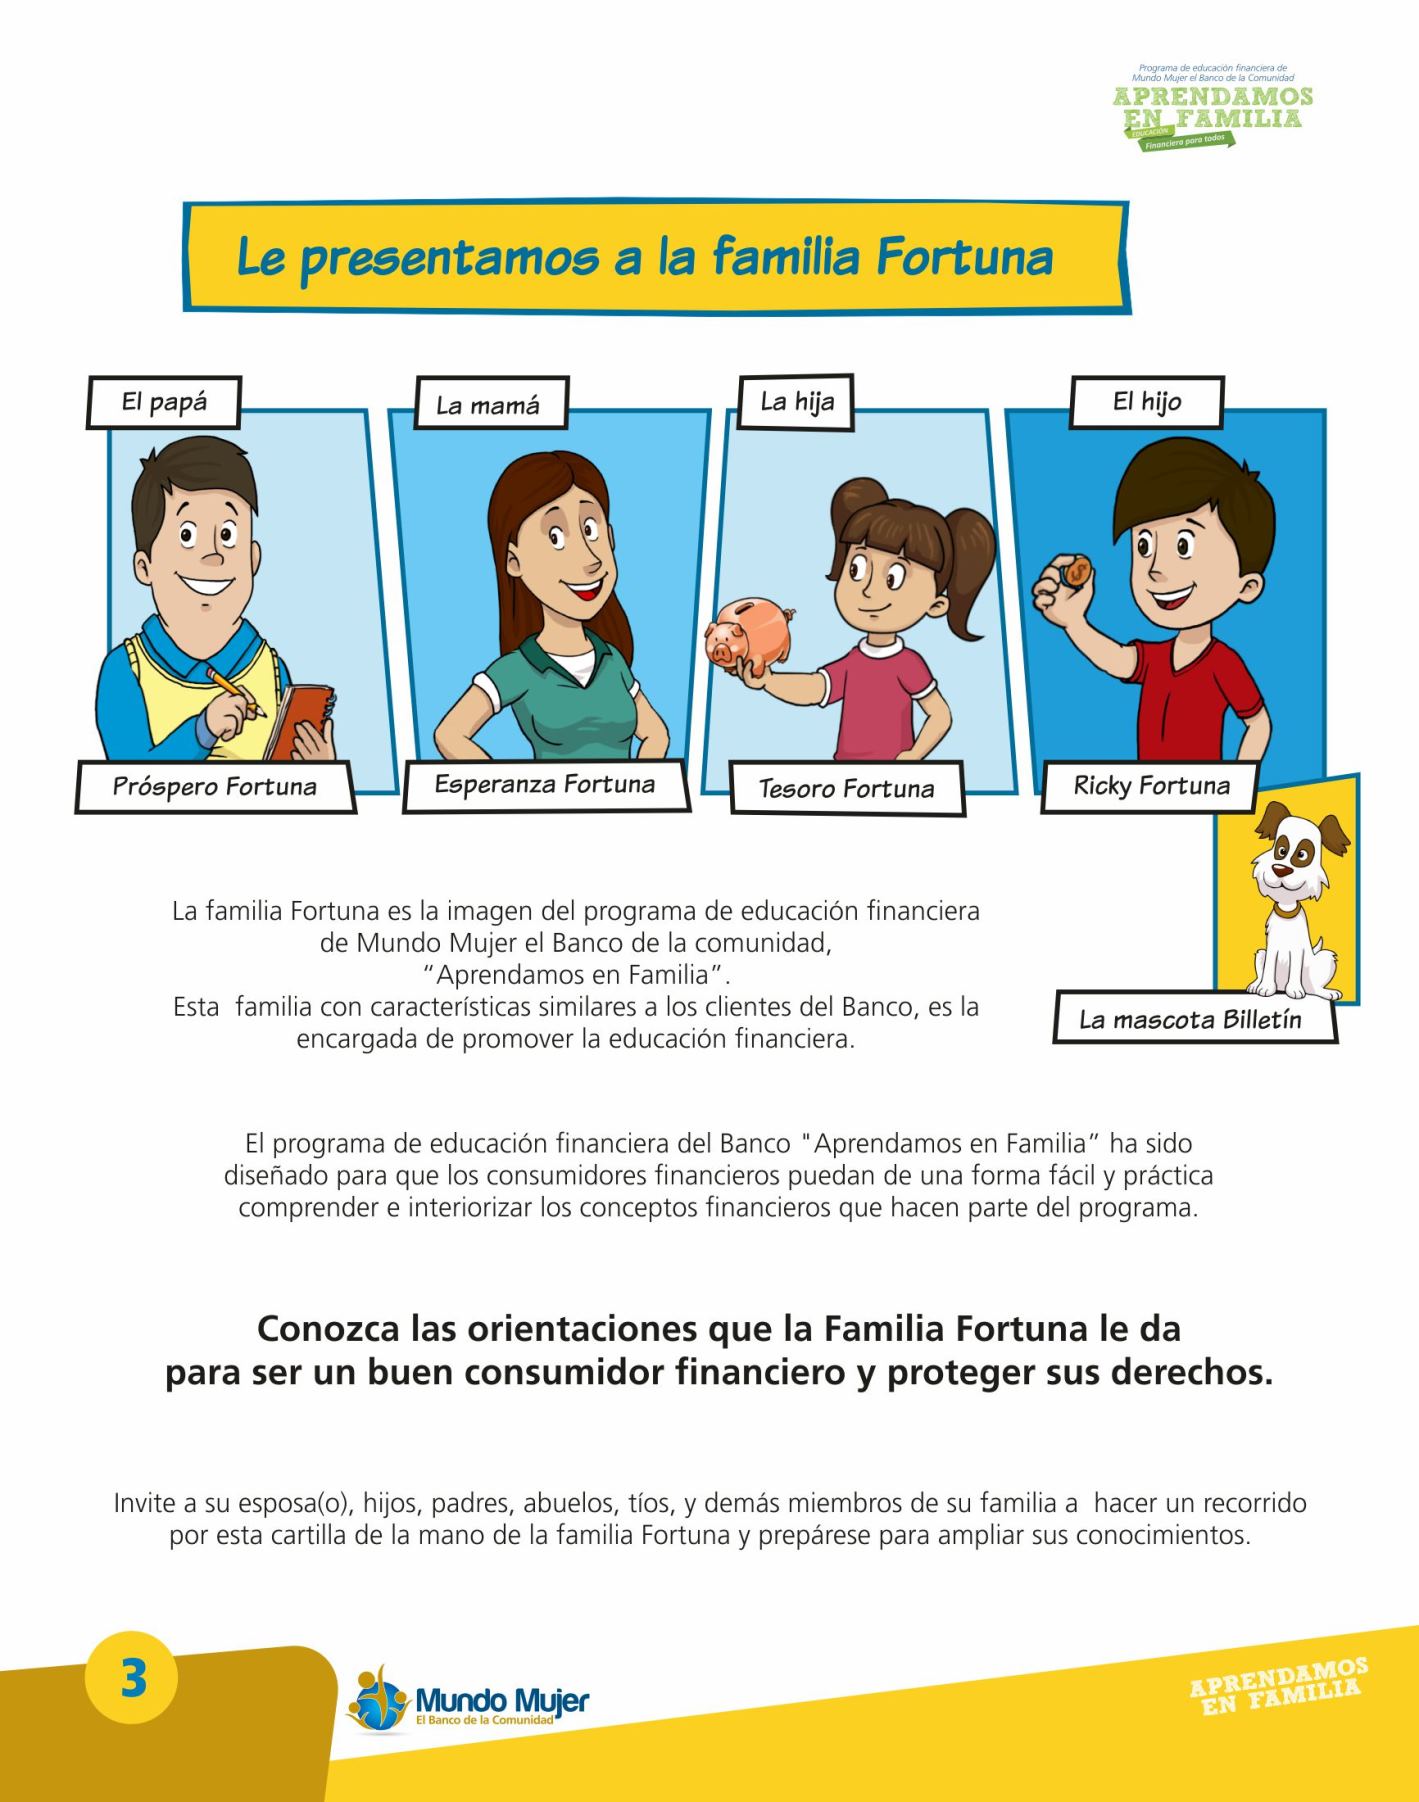 Programa de educación financiera de
Mundo Mujer el Banco de la Comunidad
APRENDAMOS
EN FAMILIA
EDUCACIÓN
Financiera para todos
Le presentamos a la familia Fortuna
El papá
La mamá
La hija
El hijo
Próspero Fortuna
Esperanza Fortuna
Tesoro Fortuna
Ricky Fortuna
La mascota Billetín
La familia Fortuna es la imagen del programa de educación financiera
de Mundo Mujer el Banco de la comunidad,
“Aprendamos en Familia”.
Esta  familia con características similares a los clientes del Banco, es la
encargada de promover la educación financiera.
El programa de educación financiera del Banco "Aprendamos en Familia” ha sido
diseñado para que los consumidores financieros puedan de una forma fácil y práctica
comprender e interiorizar los conceptos financieros que hacen parte del programa.
Conozca las orientaciones que la Familia Fortuna le da
para ser un buen consumidor financiero y proteger sus derechos.
Invite a su esposa(o), hijos, padres, abuelos, tíos, y demás miembros de su familia a  hacer un recorrido
por esta cartilla de la mano de la familia Fortuna y prepárese para ampliar sus conocimientos.
3
Mundo Mujer
El Banco de la Comunidad
APRENDAMOS
EN FAMILIA